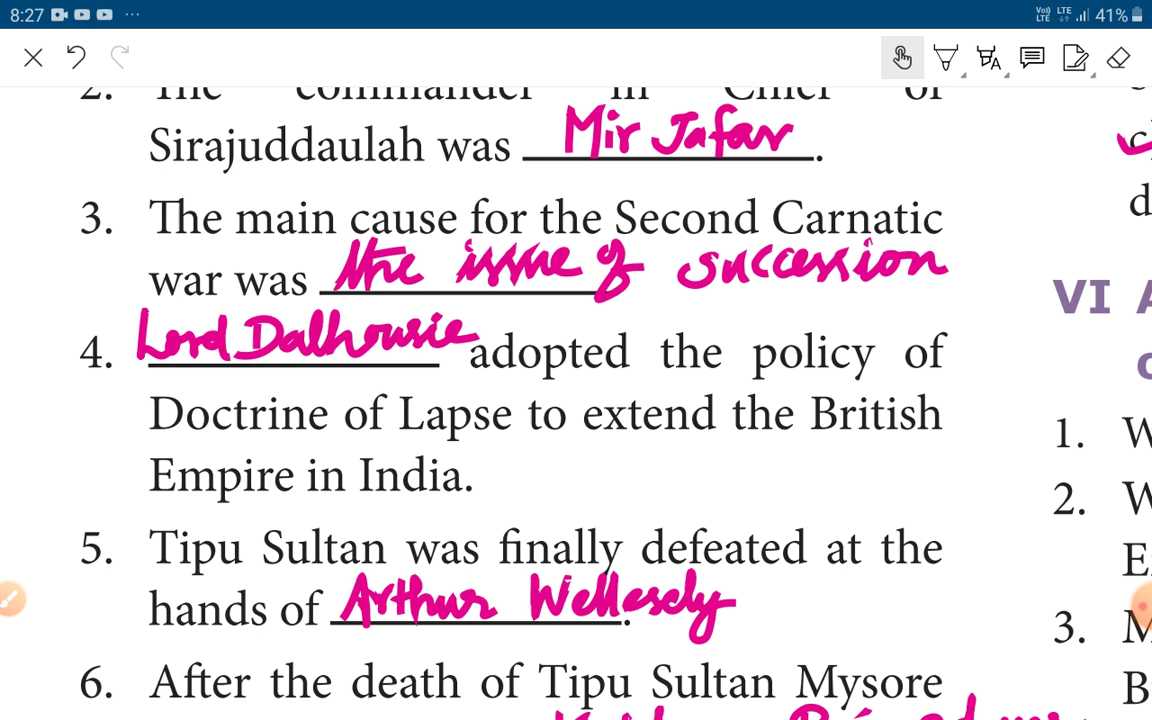 8:27 ... Vo) LTE LTE 41%
Sirajuddaulah was Mir Jafar.
3. The main cause for the Second Carnatic
war was the issue of succession
4. Lord Dalhousie adopted the policy of
Doctrine of Lapse to extend the British
Empire in India.
5. Tipu Sultan was finally defeated at the
hands of Arthur Wellesely.
6. After the death of Tipu Sultan Mysore
VI
1. W
2. W
E
3. M
B